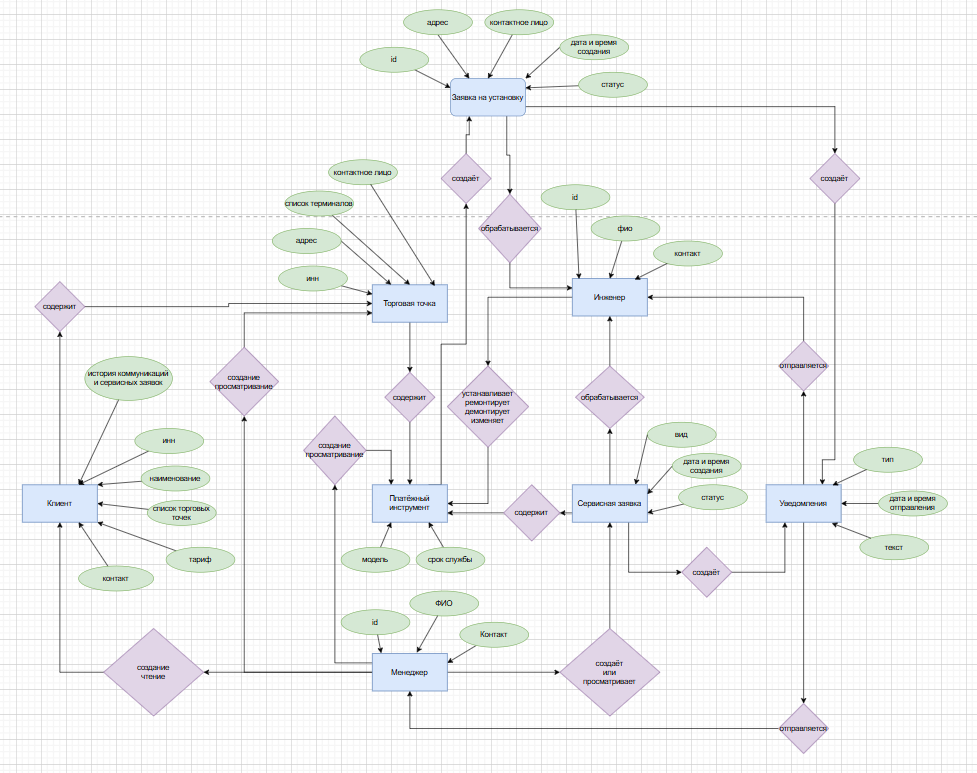 адрес
контактное лицо
дата и время
создания
id
статус
Заявка на установку
контактное лицо
создаёт
создаёт
список терминалов
id
адрес
обрабатывается
фио
контакт
инн
содержит
Торговая точка
Инженер
история коммуникаций
и сервисных заявок
создание
просматривание
содержит
устанавливает
ремонтирует
демонтирует
изменяет
обрабатывается
отправляется
инн
создание
просматривание
вид
наименование
дата и время
создания
тип
Клиент
список торговых
точек
Платёжный
инструмент
содержит
Сервисная заявка
статус
Уведомления
дата и время
отправления
тариф
модель
срок службы
текст
контакт
создаёт
id
ФИО
Контакт
создание
чтение
Менеджер
создаёт
или
просматривает
отправляется